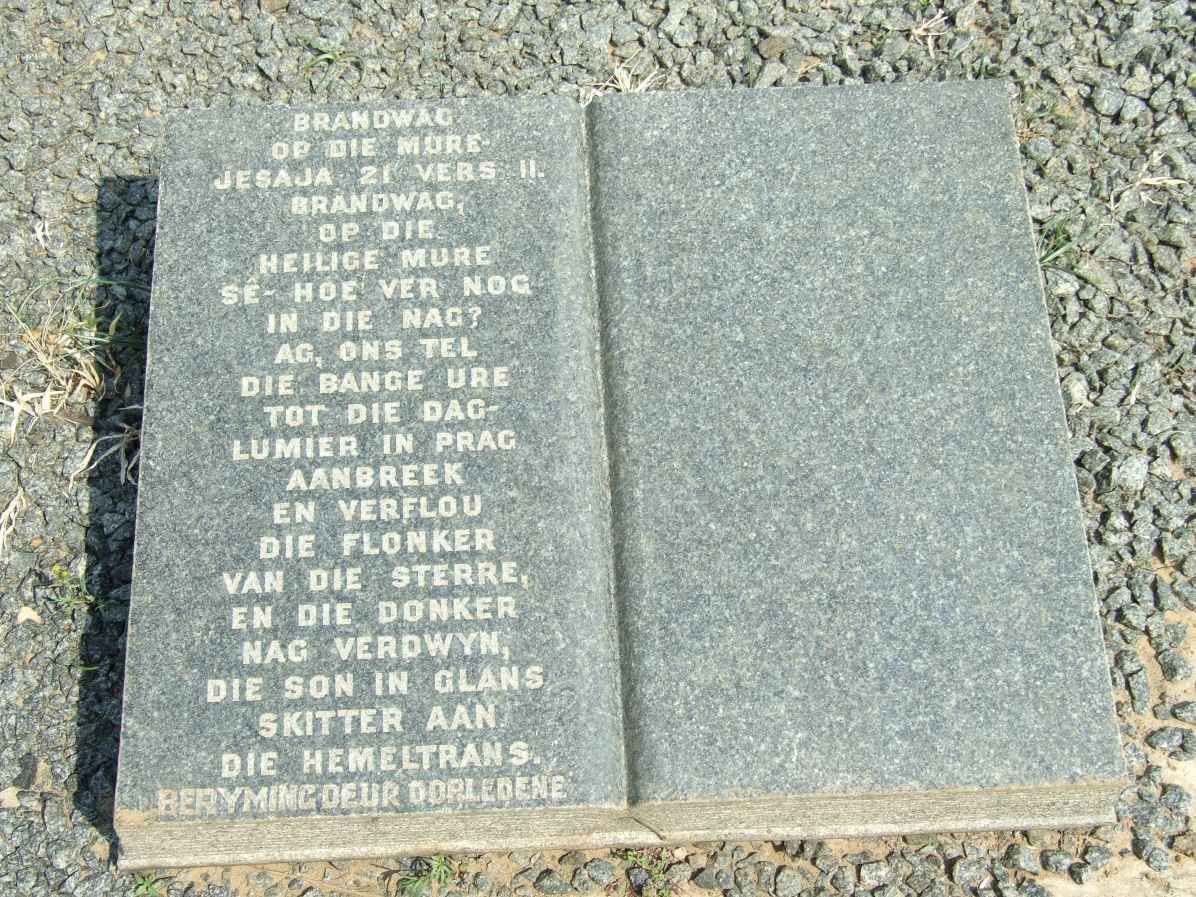 BRANDWAG
OP DIE MURE-
JESAJA 21 VERS 11.
BRANDWAG,
OP DIE
HEILIGE MURE
SÊ- HOE VER NOG
IN DIE NAG?
AG, ONS TEL
DIE BANGE URE
TOT DIE DAG-
LUMIER IN PRAG
AANBREEK
EN VERFLOU
DIE FLONKER
VAN DIE STERRE,
EN DIE DONKER
NAG VERDWYN,
DIE SON IN GLANS
SKITTER AAN
DIE HEMELTRANS.
BERYMING DEUR OORLEDENE